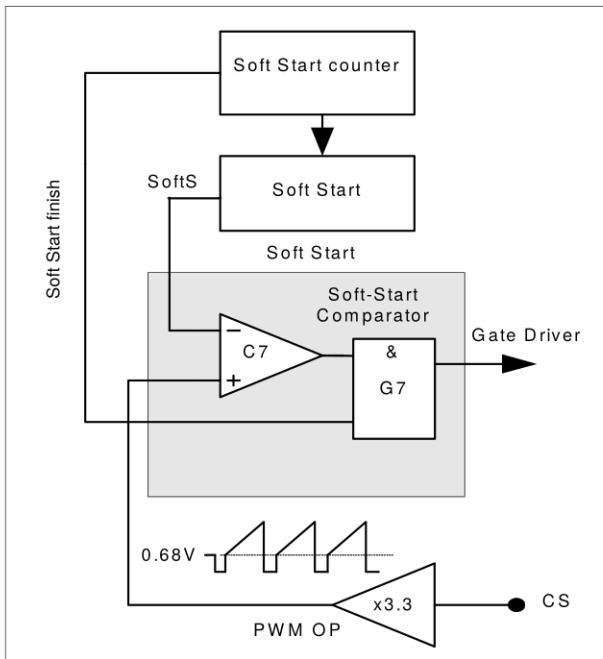 Soft Start counter
SoftS
Soft Start
Soft Start finish
Soft Start
Soft-Start
Comparator
Gate Driver
−
C7
+
&
G7
0.68V
x3.3
CS
PWM OP